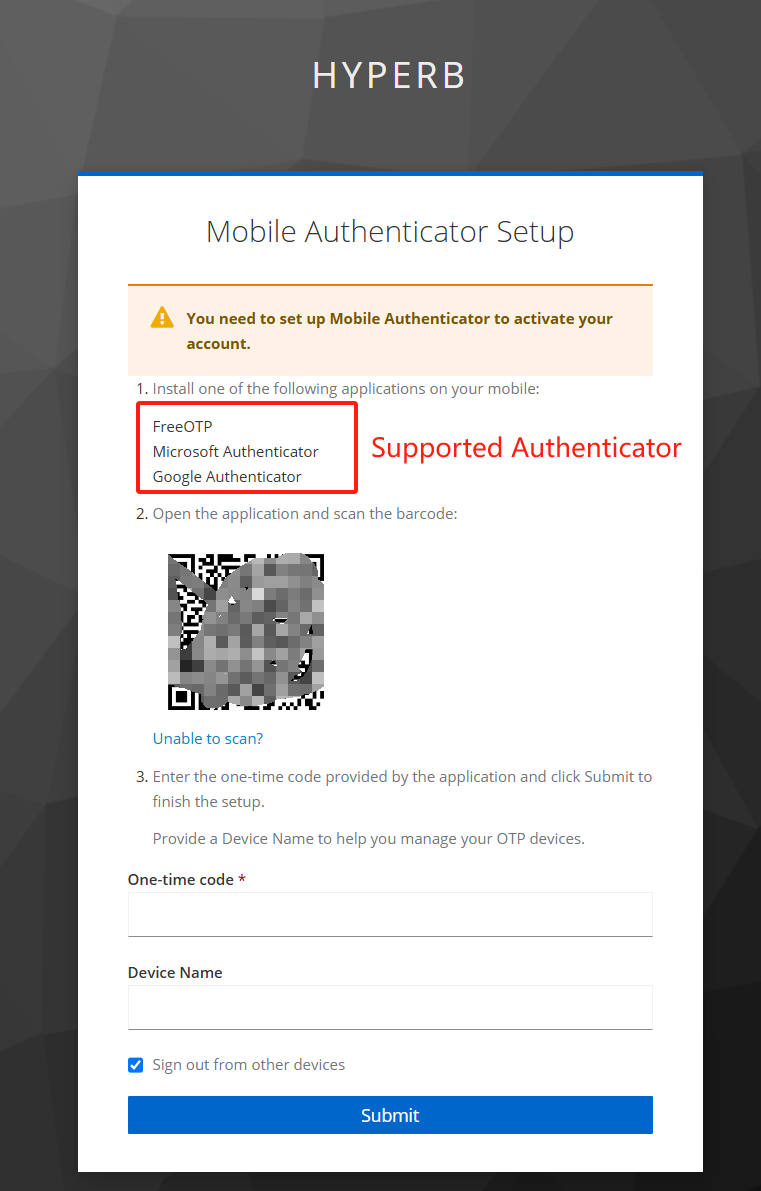 HYPERB
Mobile Authenticator Setup
You need to set up Mobile Authenticator to activate your
account.
1. Install one of the following applications on your mobile:
FreeOTP
Microsoft Authenticator
Google Authenticator
Supported Authenticator
2. Open the application and scan the barcode:
Unable to scan?
3. Enter the one-time code provided by the application and click Submit to
finish the setup.
Provide a Device Name to help you manage your OTP devices.
One-time code *
Device Name
Sign out from other devices
Submit